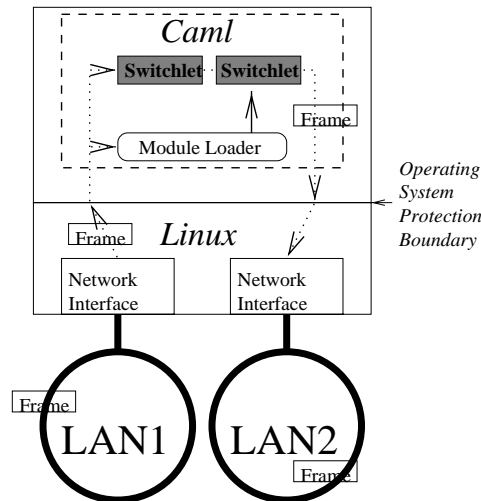 Caml
Switchlet Switchlet
Frame
Module Loader
Operating
System
Protection
Boundary
Frame
Linux
Network
Interface
Network
Interface
Frame
LAN1
LAN2
Frame